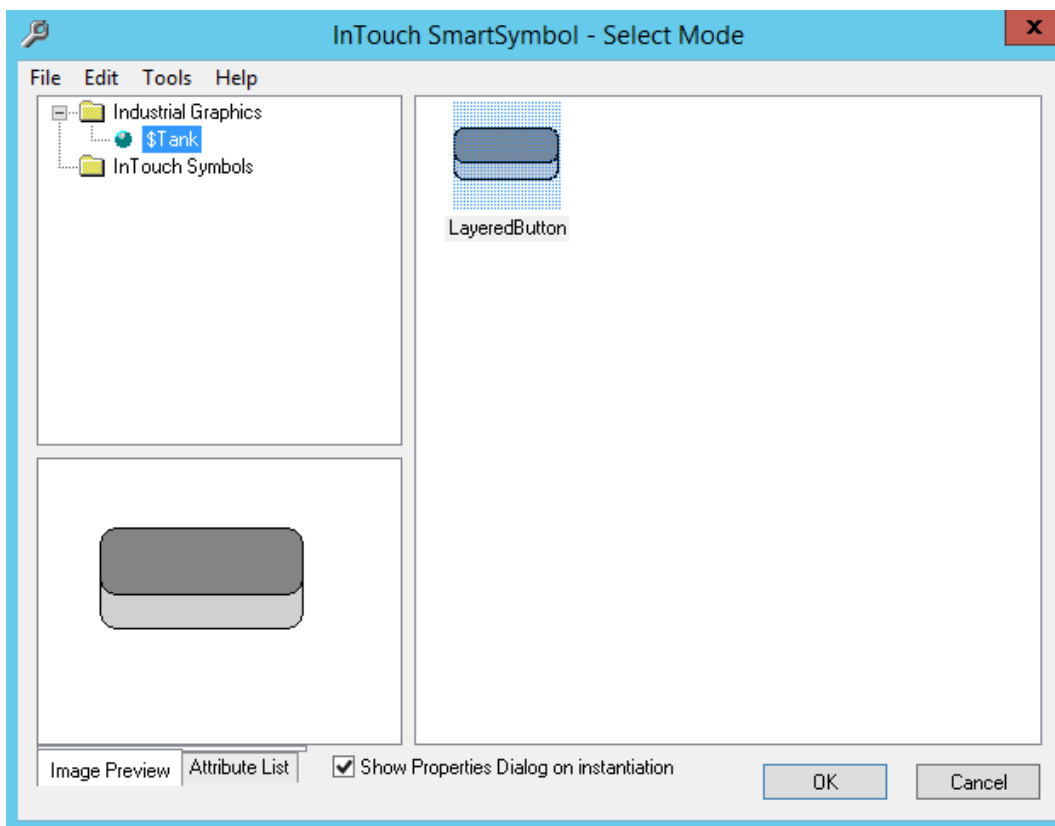 InTouch SmartSymbol - Select Mode
x
File Edit Tools Help
Industrial Graphics
$Tank
InTouch Symbols
LayeredButton
Image Preview
Attribute List
Show Properties Dialog on instantiation
OK
Cancel